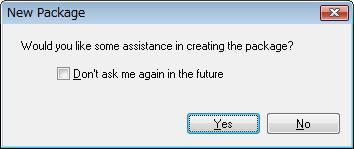 New Package
Would you like some assistance in creating the package?
Don't ask me again in the future
Yes No